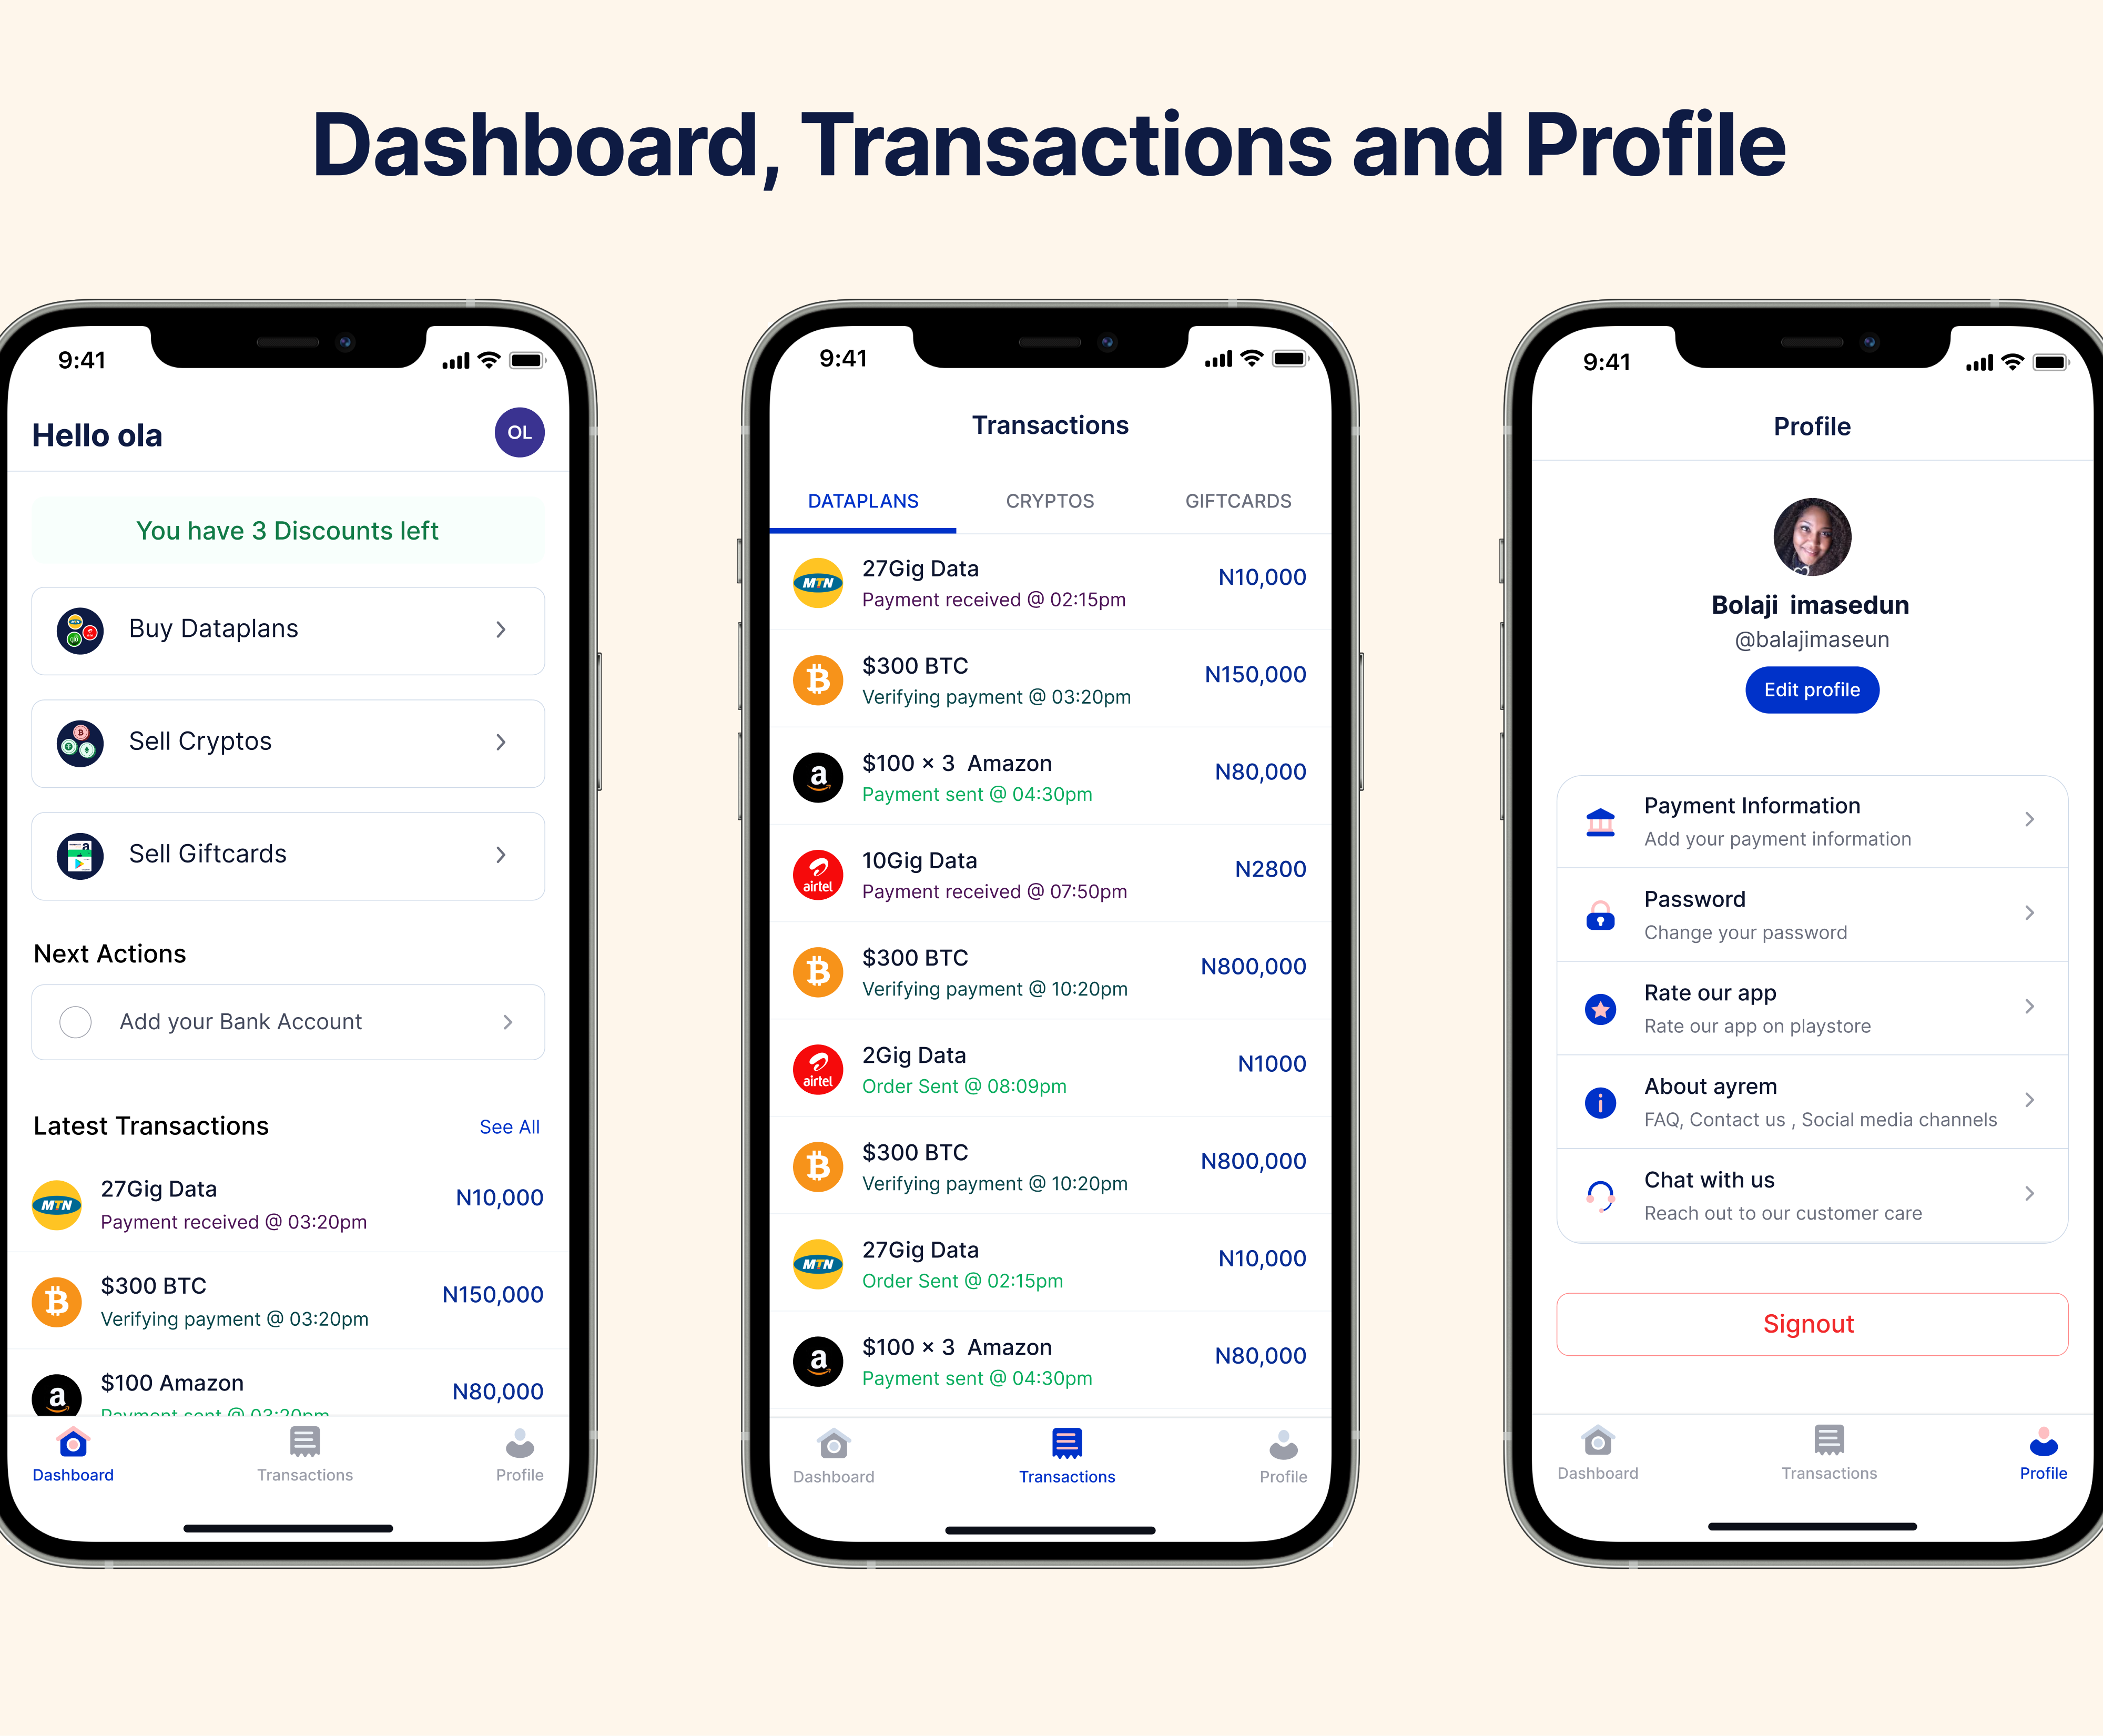 Dashboard, Transactions and Profile
9:41
Hello ola
OL
You have 3 Discounts left
Buy Dataplans
Sell Cryptos
Sell Giftcards
Next Actions
Add your Bank Account
Latest Transactions
See All
MTN
27Gig Data
N10,000
Payment received @ 03:20pm
$300 BTC
N150,000
Verifying payment @ 03:20pm
a
$100 Amazon
N80,000
Payment sent @ 03:20pm
Dashboard
Transactions
Profile
9:41
Transactions
DATAPLANS
CRYPTOS
GIFTCARDS
MTN
27Gig Data
N10,000
Payment received @ 02:15pm
$300 BTC
N150,000
Verifying payment @ 03:20pm
a
$100 × 3 Amazon
N80,000
Payment sent @ 04:30pm
airtel
10Gig Data
N2800
Payment received @ 07:50pm
$300 BTC
N800,000
Verifying payment @ 10:20pm
airtel
2Gig Data
N1000
Order Sent @ 08:09pm
$300 BTC
N800,000
Verifying payment @ 10:20pm
MTN
27Gig Data
N10,000
Order Sent @ 02:15pm
a
$100 × 3 Amazon
N80,000
Payment sent @ 04:30pm
Dashboard
Transactions
Profile
9:41
Profile
Bolaji imasedun
@balajimaseun
Edit profile
Payment Information
Add your payment information
Password
Change your password
Rate our app
Rate our app on playstore
About ayrem
FAQ, Contact us , Social media channels
Chat with us
Reach out to our customer care
Signout
Dashboard
Transactions
Profile